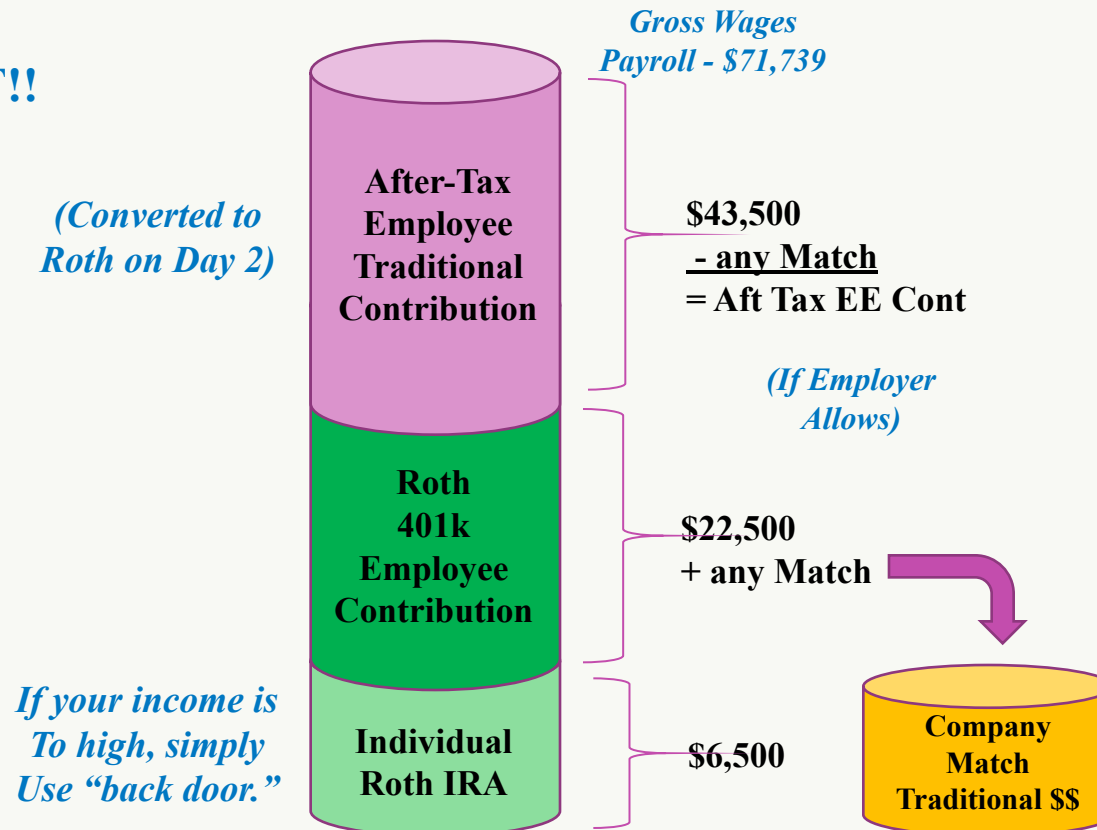 Gross Wages
Payroll - $71,739
!!
After-Tax
Employee
Traditional
Contribution
(Converted to
Roth on Day 2)
$43,500
- any Match
= Aft Tax EE Cont
(If Employer
Allows)
Roth
401k
Employee
Contribution
$22,500
+ any Match
If your income is
To high, simply
Use “back door.”
Individual
Roth IRA
$6,500
Company
Match
Traditional $$